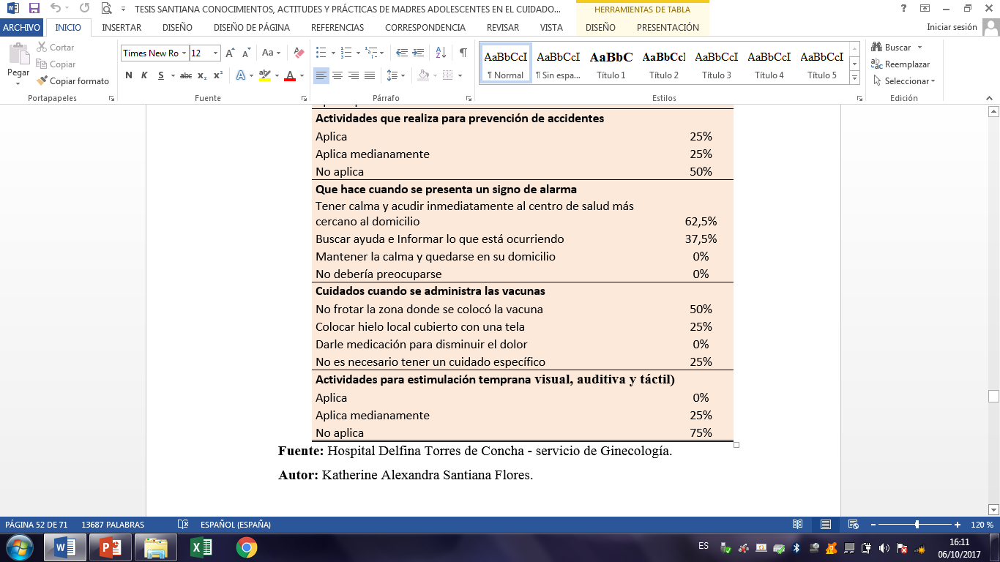 TESIS SANTIANA CONOCIMIENTOS, ACTITUDES Y PRÁCTICAS DE MADRES ADOLESCENTES EN EL CUIDADO...
HERRAMIENTAS DE TABLA
ARCHIVO INICIO INSERTAR DISEÑO DISEÑO DE PÁGINA REFERENCIAS CORRESPONDENCIA REVISAR VISTA DISEÑO PRESENTACIÓN Iniciar sesión
Pegar
Cortar
Copiar
Copiar formato
Portapapeles
Times New Ro 12
N K S abc x₂ x²
Fuente
Párrafo
AaBbCcI AaBbCcI AaBbC AaBbCcI AaBbCcI AaBbCcI AaBbCcI
¶ Normal ¶ Sin espa... Título 1 Título 2 Título 3 Título 4 Título 5
Estilos
Buscar
Reemplazar
Seleccionar
Edición
Actividades que realiza para prevención de accidentes
Aplica 25%
Aplica medianamente 25%
No aplica 50%
Que hace cuando se presenta un signo de alarma
Tener calma y acudir inmediatamente al centro de salud más
cercano al domicilio 62,5%
Buscar ayuda e Informar lo que está ocurriendo 37,5%
Mantener la calma y quedarse en su domicilio 0%
No debería preocuparse 0%
Cuidados cuando se administra las vacunas
No frotar la zona donde se colocó la vacuna 50%
Colocar hielo local cubierto con una tela 25%
Darle medicación para disminuir el dolor 0%
No es necesario tener un cuidado específico 25%
Actividades para estimulación temprana visual, auditiva y táctil)
Aplica 0%
Aplica medianamente 25%
No aplica 75%
Fuente: Hospital Delfina Torres de Concha - servicio de Ginecología.
Autor: Katherine Alexandra Santiana Flores.
PÁGINA 52 DE 71 13687 PALABRAS ESPAÑOL (ESPAÑA) 120 %
ES
16:11
06/10/2017